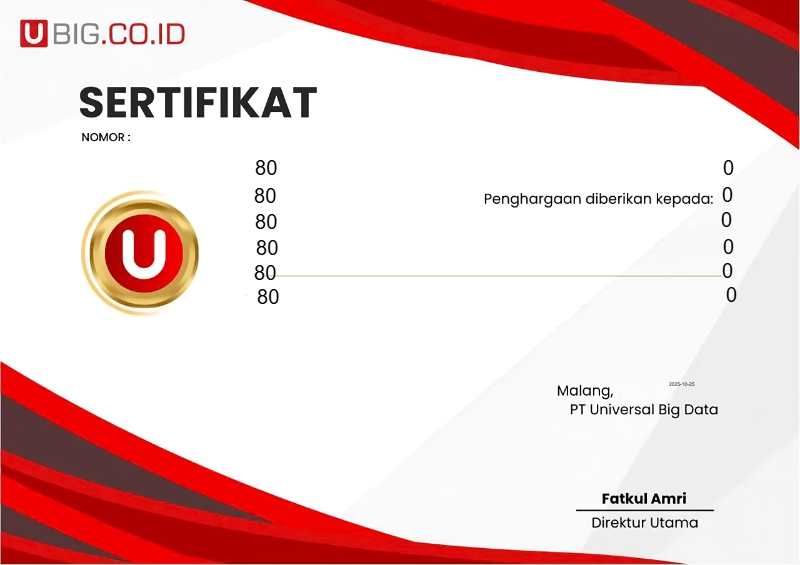 U BIG.CO.ID
SERTIFIKAT
NOMOR :
80 0
80 Penghargaan diberikan kepada: 0
80 0
80 0
80 0
80 0
U
Malang, 2025-10-25
PT Universal Big Data
Fatkul Amri
Direktur Utama